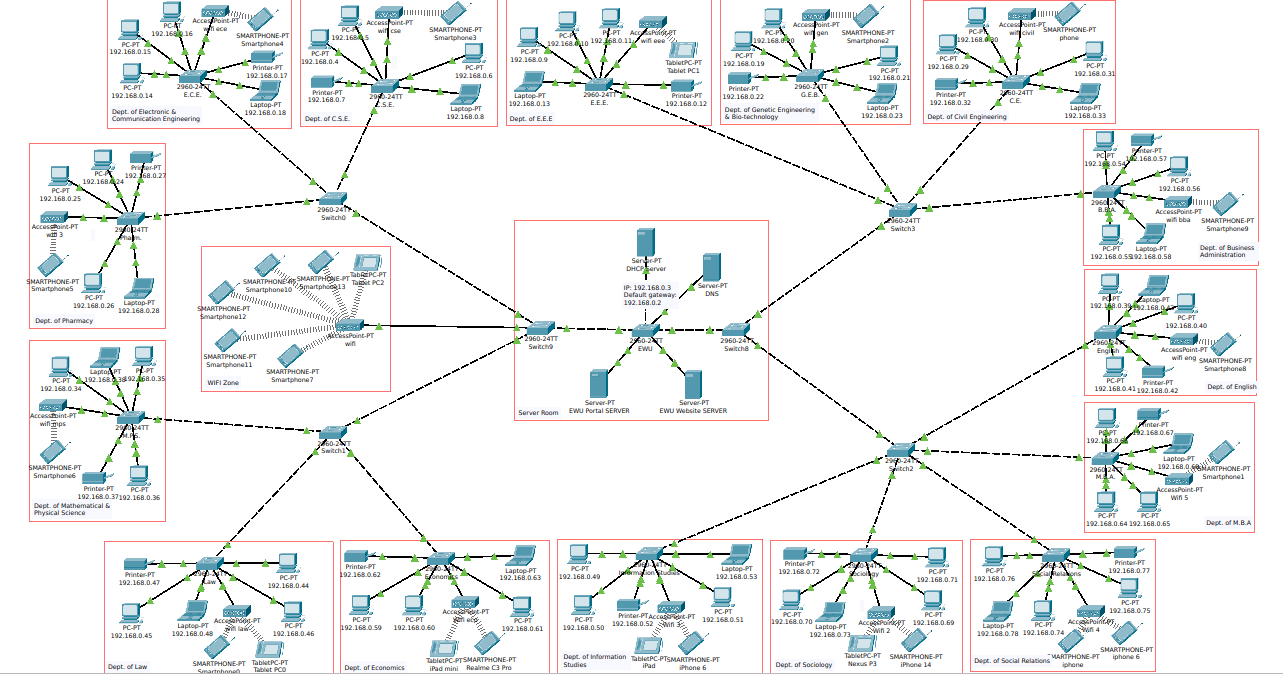 PC-PT
192.168.0.16
AccessPoint-PT
wifi ece
SMARTPHONE-PT
Smartphone4
PC-PT
192.168.0.15
Printer-PT
192.168.0.17
PC-PT
192.168.0.14
2960-24TT
E.C.E.
Laptop-PT
192.168.0.18
Dept. of Electronic &
Communication Engineering
PC-PT
AccessPoint-PT
wifi cse
SMARTPHONE-PT
Smartphone3
PC-PT
192.168.0.4
PC-PT
192.168.0.6
Printer-PT
192.168.0.7
2960-24TT
C.S.E.
Laptop-PT
192.168.0.8
Dept. of C.S.E.
PC-PT
192.168.0.10
PC-PT
192.168.0.11
AccessPoint-PT
wifi eee
PC-PT
192.168.0.9
TabletPC-PT
Tablet PC1
Laptop-PT
192.168.0.13
2960-24TT
E.E.E.
Printer-PT
192.168.0.12
Dept. of E.E.E
PC-PT
192.168.0.20
AccessPoint-PT
wifi gen
SMARTPHONE-PT
Smartphone2
PC-PT
192.168.0.19
PC-PT
192.168.0.21
Printer-PT
192.168.0.22
2960-24TT
G.E.B.
Laptop-PT
192.168.0.23
Dept. of Genetic Engineering
& Bio-technology
PC-PT
192.168.0.30
AccessPoint-PT
wifi civil
SMARTPHONE-PT
phone
PC-PT
192.168.0.29
PC-PT
192.168.0.31
Printer-PT
192.168.0.32
2960-24TT
C.E.
Laptop-PT
192.168.0.33
Dept. of Civil Engineering
PC-PT
192.168.0.24
Printer-PT
192.168.0.27
PC-PT
192.168.0.25
AccessPoint-PT
wifi 3
2960-24TT
Pharm.
SMARTPHONE-PT
Smartphone5
PC-PT
192.168.0.26
Laptop-PT
192.168.0.28
Dept. of Pharmacy
2960-24TT
Switch0
2960-24TT
Switch3
PC-PT
192.168.0.54
Printer-PT
192.168.0.57
PC-PT
192.168.0.56
2960-24TT
B.B.A.
AccessPoint-PT
wifi bba
SMARTPHONE-PT
Smartphone9
PC-PT
192.168.0.55
Laptop-PT
192.168.0.58
Dept. of Business
Administration
SMARTPHONE-PT
Smartphone10
SMARTPHONE-PT
Smartphone13
TabletPC-PT
Tablet PC2
SMARTPHONE-PT
Smartphone12
AccessPoint-PT
wifi
SMARTPHONE-PT
Smartphone11
SMARTPHONE-PT
Smartphone7
WIFI Zone
Server-PT
DHCP Server
Server-PT
DNS
IP: 192.168.0.3
Default gateway:
192.168.0.2
2960-24TT
Switch9
2960-24TT
EWU
2960-24TT
Switch8
Server-PT
EWU Portal SERVER
Server-PT
EWU Website SERVER
Server Room
PC-PT
192.168.0.39
Laptop-PT
PC-PT
192.168.0.40
2960-24TT
English
AccessPoint-PT
wifi eng
SMARTPHONE-PT
Smartphone8
PC-PT
192.168.0.41
Printer-PT
192.168.0.42
Dept. of English
PC-PT
192.168.0.34
Laptop-PT
192.168.0.38
PC-PT
192.168.0.35
AccessPoint-PT
wifi mps
2960-24TT
M.P.S.
SMARTPHONE-PT
Smartphone6
Printer-PT
192.168.0.37
PC-PT
192.168.0.36
Dept. of Mathematical &
Physical Science
2960-24TT
Switch1
2960-24TT
Switch2
PC-PT
Printer-PT
192.168.0.67
Laptop-PT
2960-24TT
M.B.A.
SMARTPHONE-PT
Smartphone1
AccessPoint-PT
Wifi 5
PC-PT
192.168.0.64
PC-PT
192.168.0.65
Dept. of M.B.A
Printer-PT
192.168.0.47
2960-24TT
Law
PC-PT
192.168.0.44
PC-PT
192.168.0.45
Laptop-PT
192.168.0.48
AccessPoint-PT
wifi law
PC-PT
192.168.0.46
SMARTPHONE-PT
Smartphone0
TabletPC-PT
Tablet PC0
Dept. of Law
Printer-PT
192.168.0.62
2960-24TT
Economics
Laptop-PT
192.168.0.63
PC-PT
192.168.0.59
PC-PT
192.168.0.60
AccessPoint-PT
Wifi eco
PC-PT
192.168.0.61
TabletPC-PT
iPad mini
SMARTPHONE-PT
Realme C3 Pro
Dept. of Economics
PC-PT
192.168.0.49
2960-24TT
Information Studies
Laptop-PT
192.168.0.53
PC-PT
192.168.0.50
Printer-PT
192.168.0.52
AccessPoint-PT
Wifi 3
PC-PT
192.168.0.51
TabletPC-PT
iPad
SMARTPHONE-PT
iPhone 6
Dept. of Information
Studies
Printer-PT
192.168.0.72
2960-24TT
Sociology
PC-PT
192.168.0.71
PC-PT
192.168.0.70
Laptop-PT
192.168.0.73
AccessPoint-PT
Wifi 2
PC-PT
192.168.0.69
TabletPC-PT
Nexus P3
SMARTPHONE-PT
iPhone 14
Dept. of Sociology
PC-PT
192.168.0.76
2960-24TT
Social Relasons
Printer-PT
192.168.0.77
PC-PT
192.168.0.75
Laptop-PT
192.168.0.78
PC-PT
192.168.0.74
AccessPoint-PT
Wifi 4
SMARTPHONE-PT
iphone
SMARTPHONE-PT
iphone 6
Dept. of Social Relasons